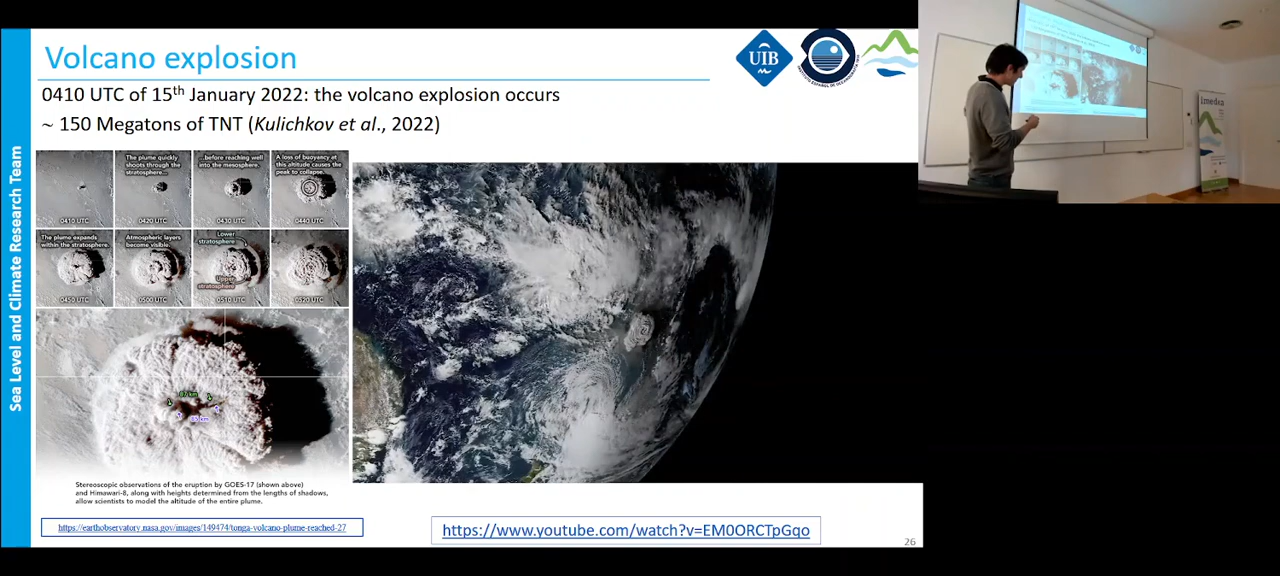 Volcano explosion
UIB
INSTITUTO ESPAÑOL DE OCEANOGRAFÍA
0410 UTC of 15th January 2022: the volcano explosion occurs
~ 150 Megatons of TNT (Kulichkov et al., 2022)
Sea Level and Climate Research Team
0410 UTC
The plume quickly
shoots through the
stratosphere...
0420 UTC
...before reaching well
into the mesosphere.
0430 UTC
A loss of buoyancy at
this altitude causes the
peak to collapse.
0440 UTC
The plume expands
within the stratosphere.
0450 UTC
Atmospheric layers
become visible.
0500 UTC
Lower
stratosphere
Upper
stratosphere
0510 UTC
0520 UTC
Stereoscopic observations of the eruption by GOES-17 (shown above)
and Himawari-8, along with heights determined from the lengths of shadows,
allow scientists to model the altitude of the entire plume.
https://earthobservatory.nasa.gov/images/149474/tonga-volcano-plume-reached-27
https://www.youtube.com/watch?v=EM0ORCTpGqo
26
imedea